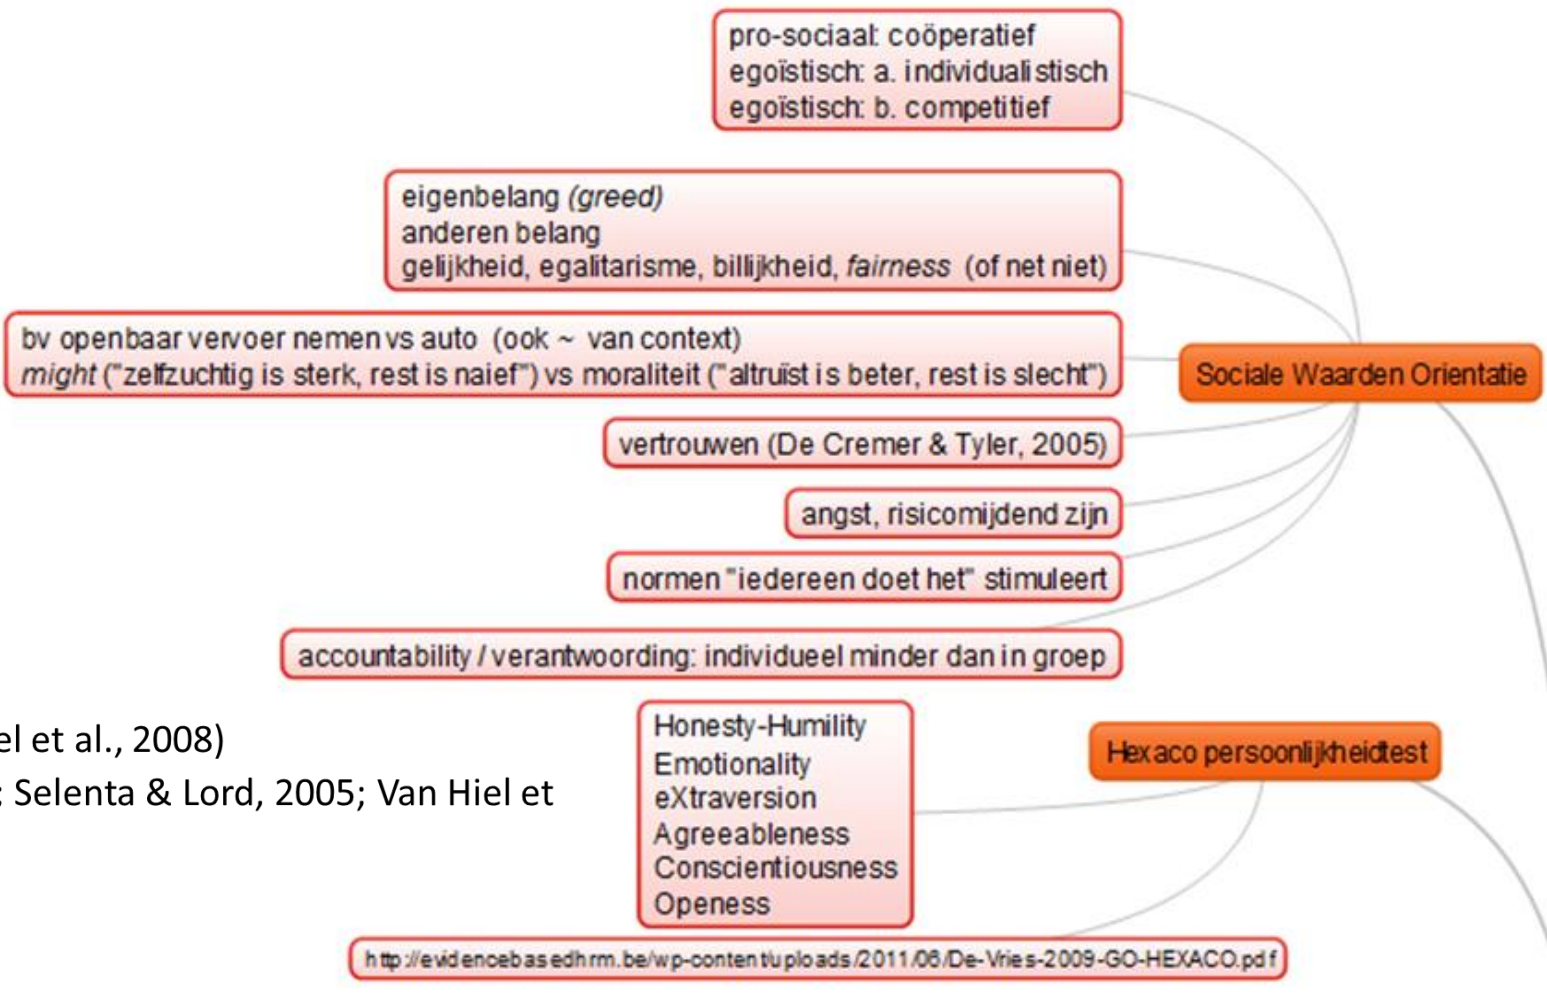 pro-sociaal: coöperatief
egoïstisch: a. individualistisch
egoïstisch: b. competitief
eigenbelang (greed)
anderen belang
gelijkheid, egalitarisme, billijkheid, fairness (of net niet)
bv openbaar vervoer nemen vs auto (ook ~ van context)
might ("zelfzuchtig is sterk, rest is naief") vs moraliteit ("altruïst is beter, rest is slecht")
Sociale Waarden Orientatie
vertrouwen (De Cremer & Tyler, 2005)
angst, risicomijdend zijn
normen "iedereen doet het" stimuleert
accountability / verantwoording: individueel minder dan in groep
el et al., 2008)
; Selenta & Lord, 2005; Van Hiel et
Honesty-Humility
Emotionality
eXtraversion
Agreeableness
Conscientiousness
Openess
Hexaco persoonlijkheidtest
http://evidencebasedhrm.be/wp-content/uploads/2011/06/De-Vries-2009-GO-HEXACO.pdf